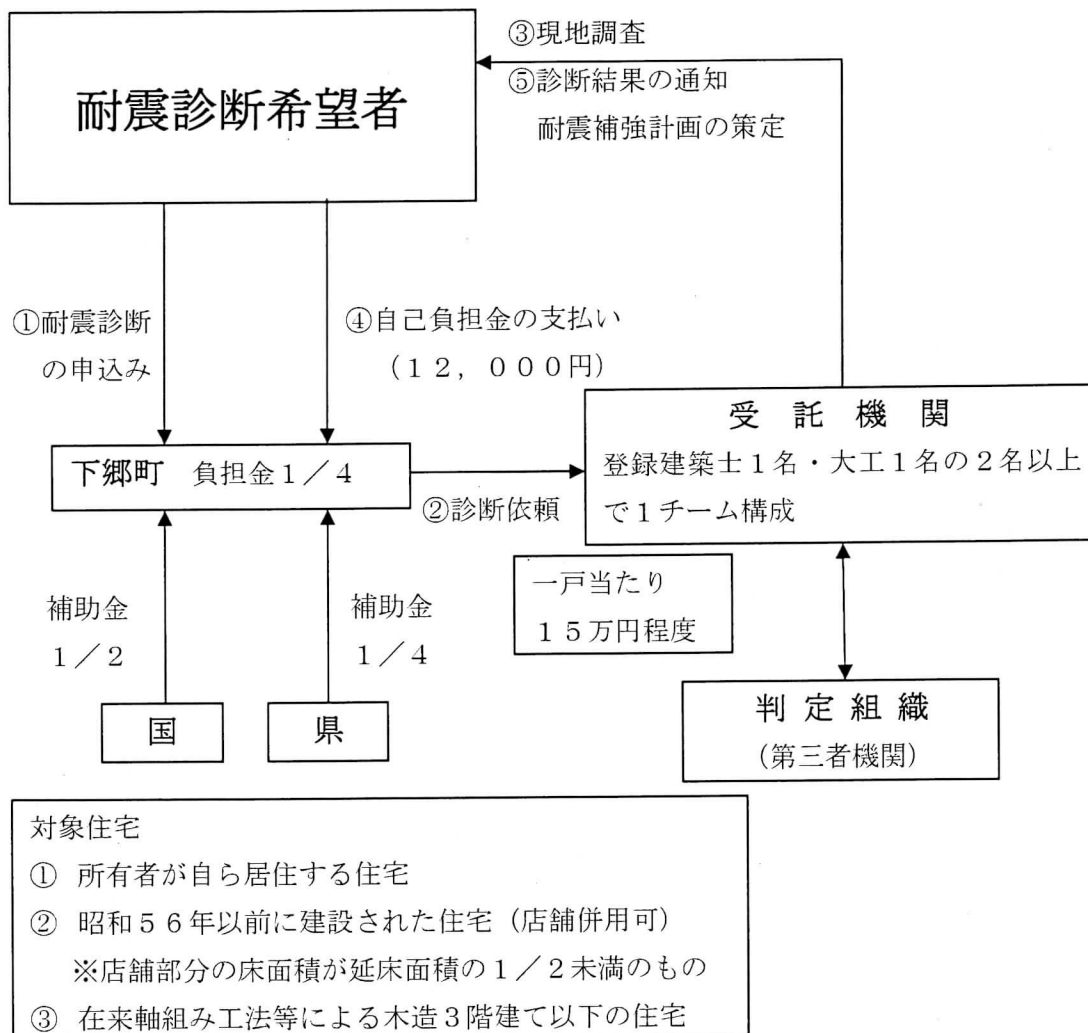 耐震診断希望者
③現地調査
⑤診断結果の通知
耐震補強計画の策定
①耐震診断
の申込み
④自己負担金の支払い
(12,000円)
受託機関
登録建築士1名・大工1名の2名以上
で1チーム構成
下郷町 負担金1/4
②診断依頼
一戸当たり
15万円程度
補助金
1/2
補助金
1/4
国
県
判定組織
(第三者機関)
対象住宅
① 所有者が自ら居住する住宅
② 昭和56年以前に建設された住宅(店舗併用可)
※店舗部分の床面積が延床面積の1/2未満のもの
③ 在来軸組み工法等による木造3階建て以下の住宅